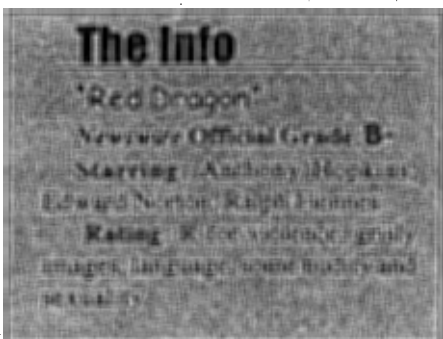 The Info
"Red Dragon"
Newswire Official Grade B-
Starring Anthony Hopkins,
Edward Norton, Ralph Fiennes
Rating R for violence, grisly
images, language, some nudity and
sexuality